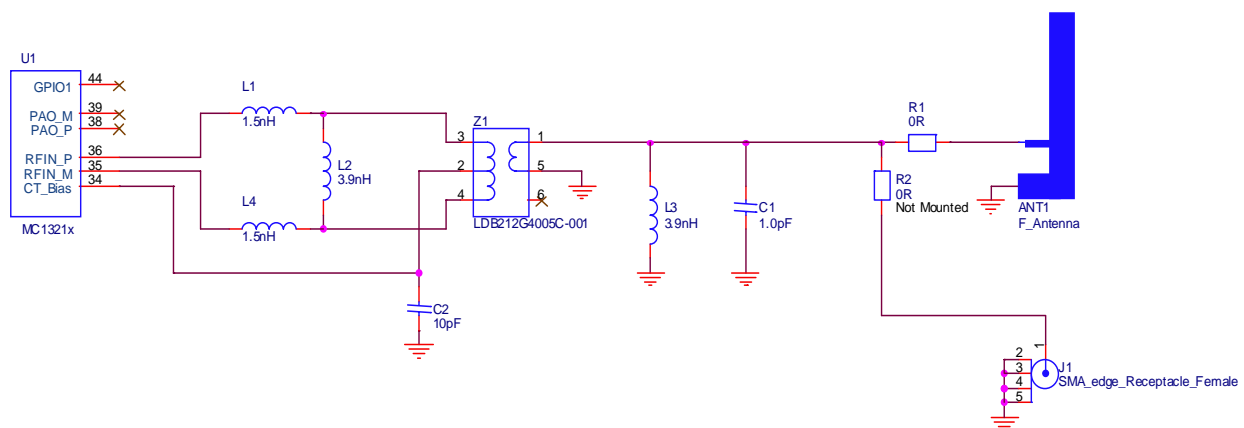 U1
GPIO1
44
PAO_M
39
PAO_P
38
RFIN_P
36
RFIN_M
35
CT_Bias
34
MC1321x
L1
1.5nH
L2
3.9nH
L4
1.5nH
C2
10pF
Z1
3
2
4
1
5
6
LDB212G4005C-001
L3
3.9nH
C1
1.0pF
R1
0R
R2
0R
Not Mounted
ANT1
F_Antenna
1
2
3
4
5
J1
SMA_edge_Receptacle_Female